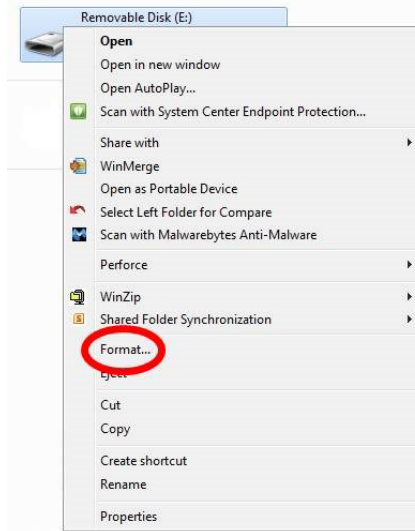 Removable Disk (E:)
Open
Open in new window
Open AutoPlay...
Scan with System Center Endpoint Protection...
Share with
WinMerge
Open as Portable Device
Select Left Folder for Compare
Scan with Malwarebytes Anti-Malware
Perforce
WinZip
Shared Folder Synchronization
Format...
Eject
Cut
Copy
Create shortcut
Rename
Properties